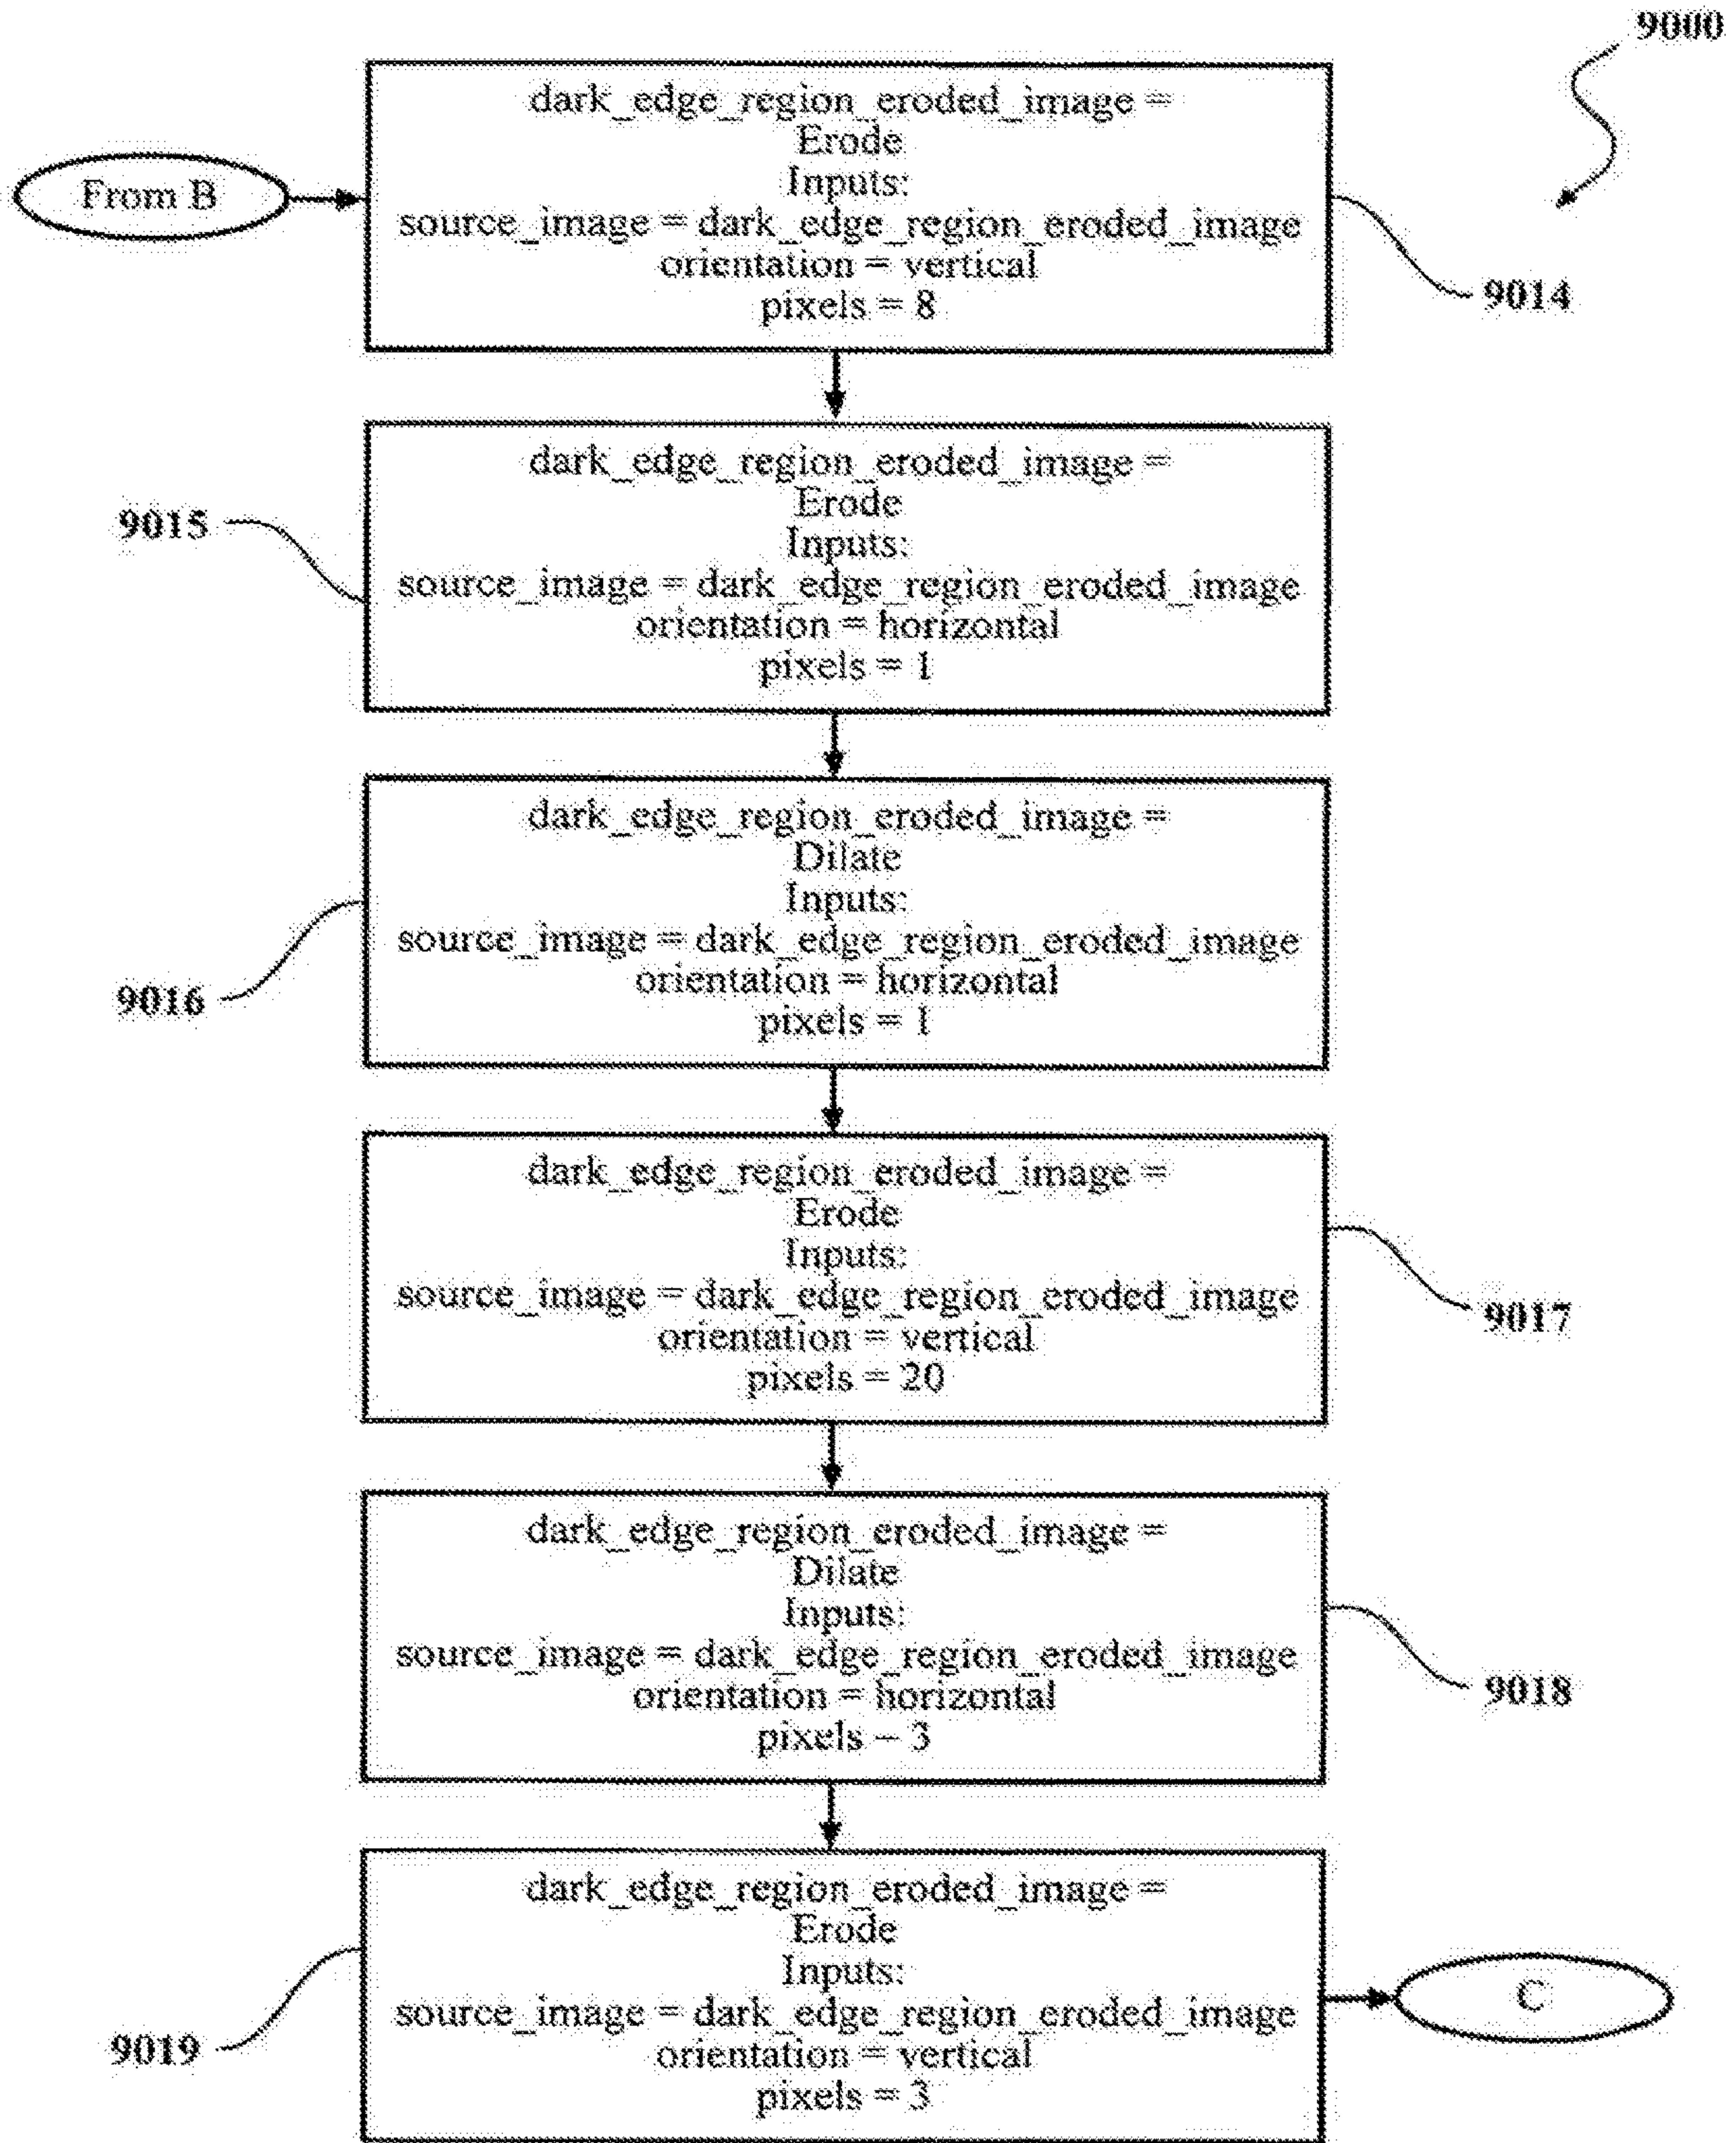 9000
From B
dark_edge_region_eroded_image =
Erode
Inputs:
source_image = dark_edge_region_eroded_image
orientation = vertical
pixels = 8
9014
dark_edge_region_eroded_image =
Erode
Inputs:
source_image = dark_edge_region_eroded_image
orientation = horizontal
pixels = 1
9015
dark_edge_region_eroded_image =
Dilate
Inputs:
source_image = dark_edge_region_eroded_image
orientation = horizontal
pixels = 1
9016
dark_edge_region_eroded_image =
Erode
Inputs:
source_image = dark_edge_region_eroded_image
orientation = vertical
pixels = 20
9017
dark_edge_region_eroded_image =
Dilate
Inputs:
source_image = dark_edge_region_eroded_image
orientation = horizontal
pixels – 3
9018
dark_edge_region_eroded_image =
Erode
Inputs:
source_image = dark_edge_region_eroded_image
orientation = vertical
pixels = 3
9019
C